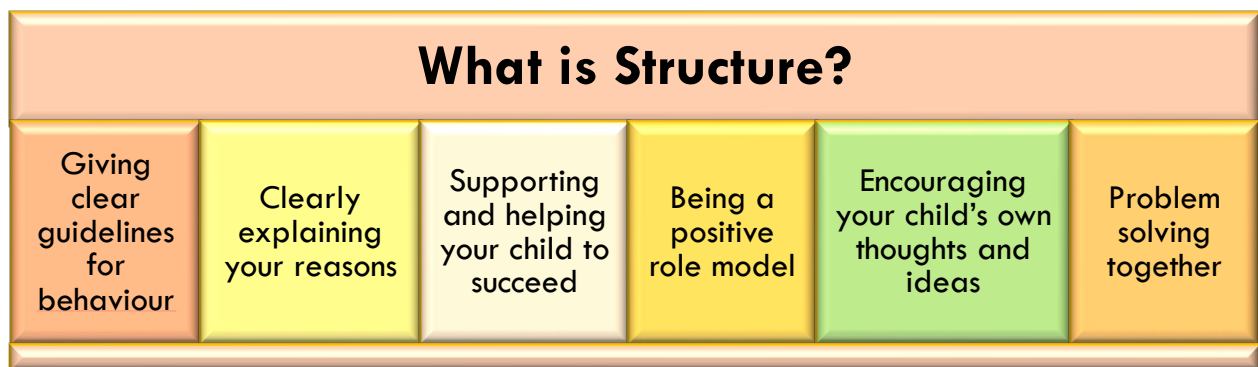 What is Structure?
Giving
clear
guidelines
for
behaviour
Clearly
explaining
your reasons
Supporting
and helping
your child to
succeed
Being a
positive
role model
Encouraging
your child's own
thoughts and
ideas
Problem
solving
together